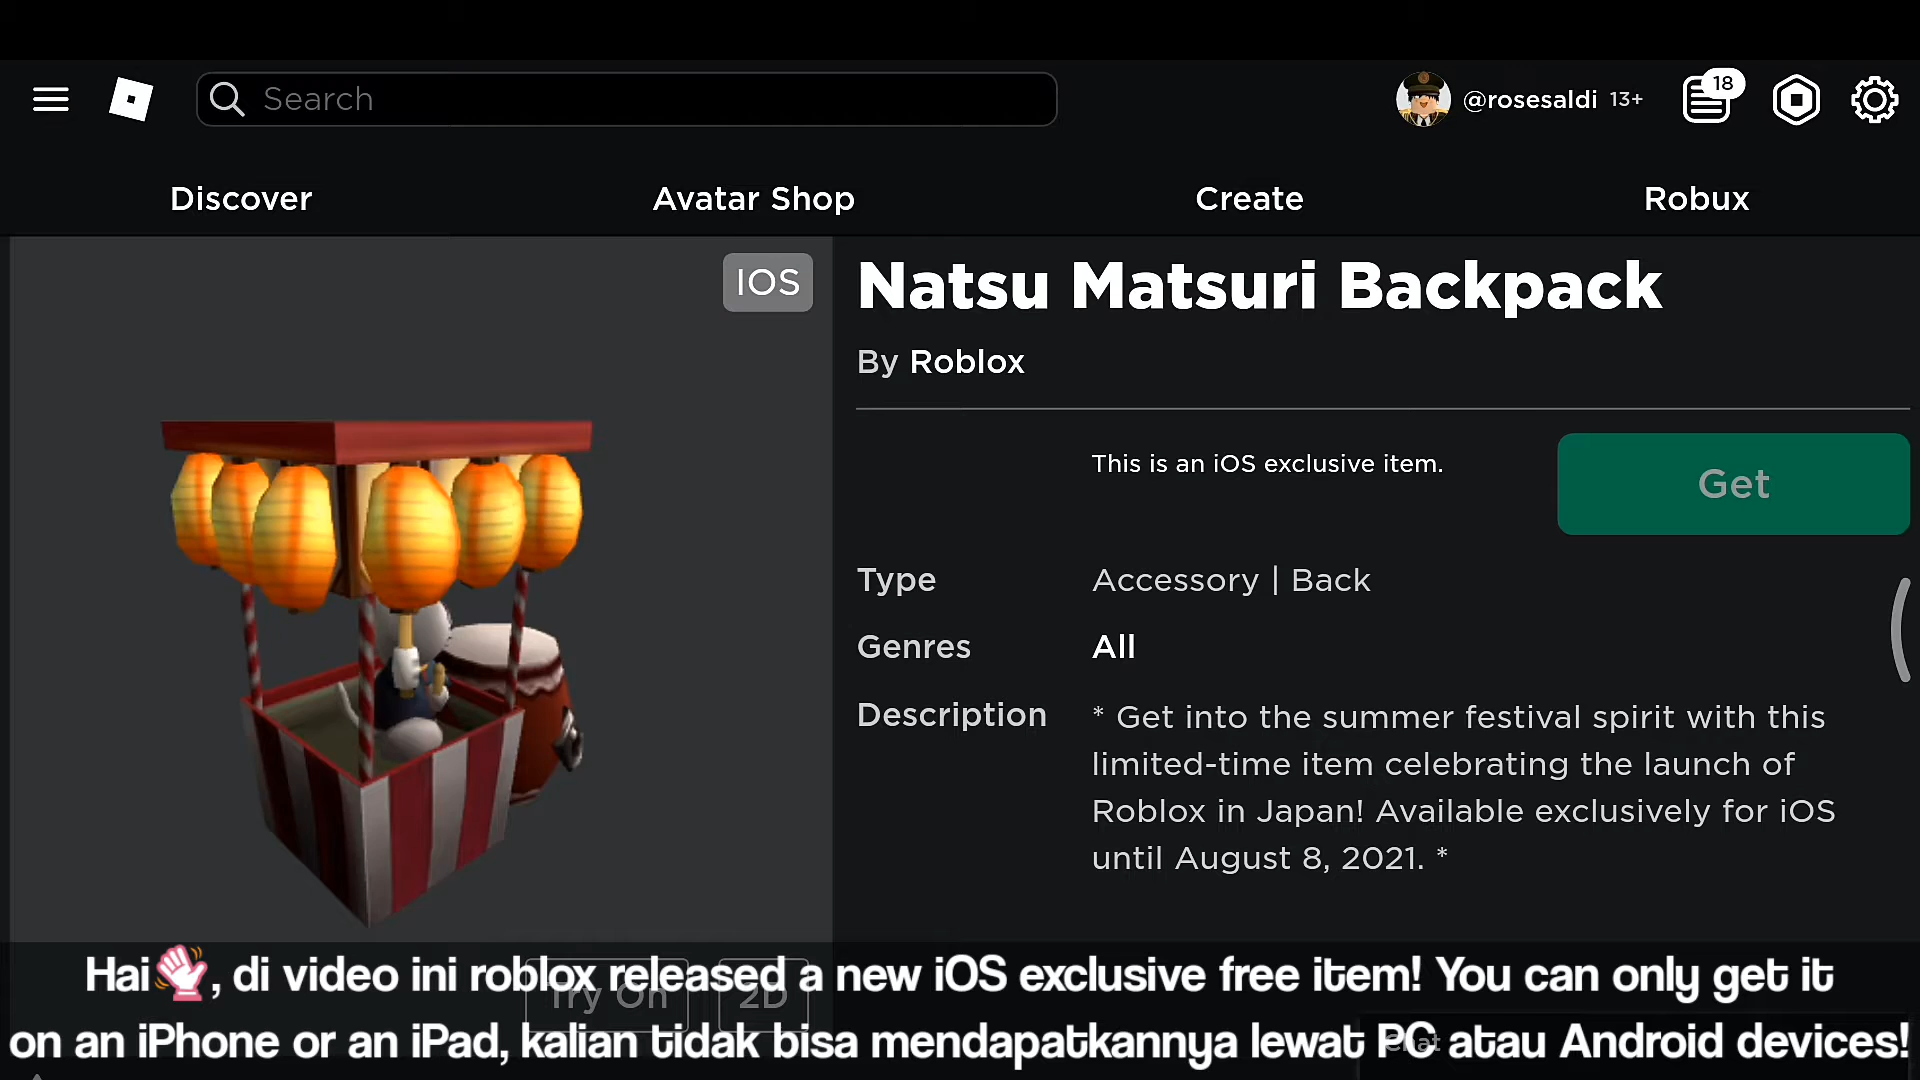 Search
@rosesaldi 13+
18
Discover
Avatar Shop
Create
Robux
IOS
Natsu Matsuri Backpack
By Roblox
This is an iOS exclusive item.
Get
Type
Accessory | Back
Genres
All
Description
* Get into the summer festival spirit with this
limited-time item celebrating the launch of
Roblox in Japan! Available exclusively for iOS
until August 8, 2021. *
Try On
2D
Chat
Hai👋, di video ini roblox released a new iOS exclusive free item! You can only get it
on an iPhone or an iPad, kalian tidak bisa mendapatkannya lewat PC atau Android devices!